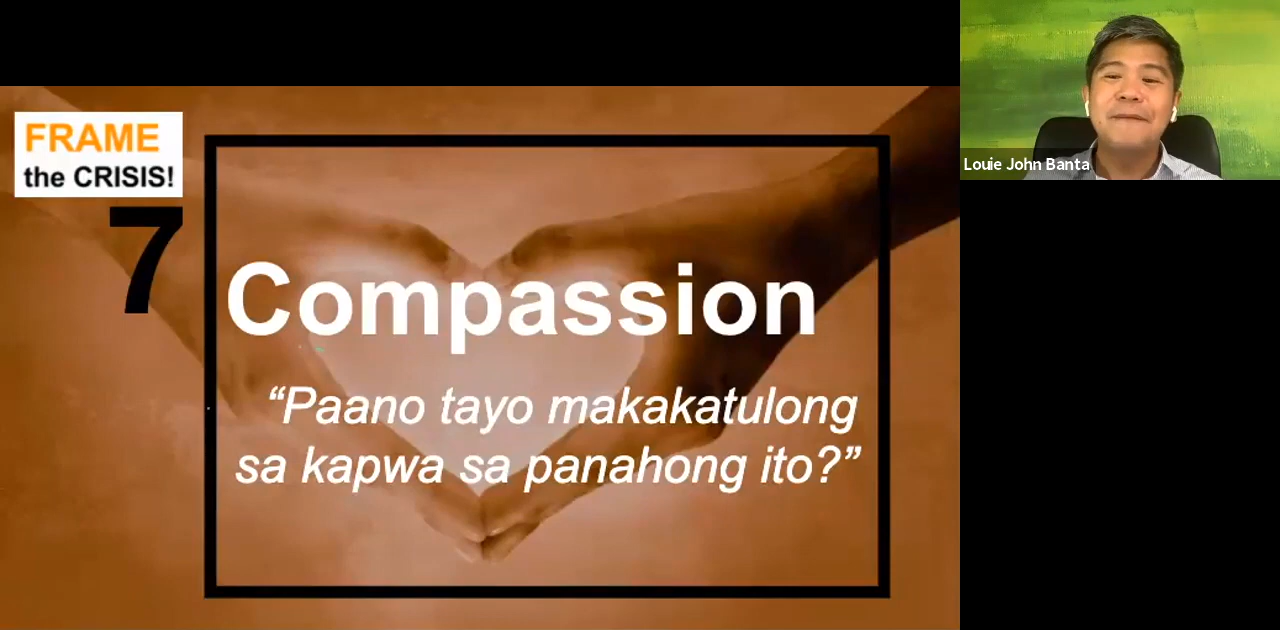 FRAME
the CRISIS!
7
Compassion
“Paano tayo makakatulong
sa kapwa sa panahong ito?”
Louie John Banta